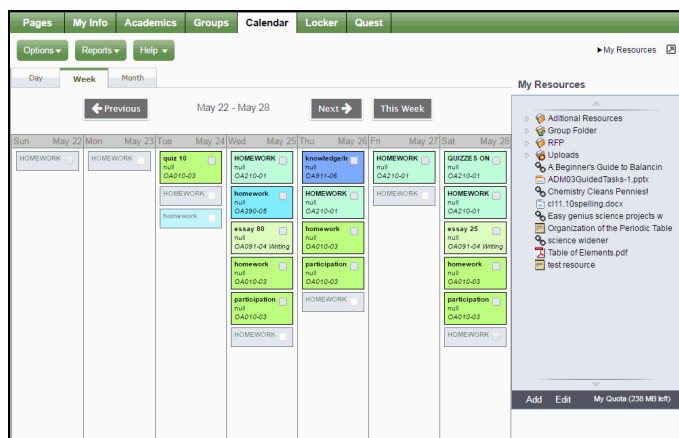 Pages My Info Academics Groups Calendar Locker Quest
Options Reports Help My Resources
Day Week Month
Previous May 22 - May 28 Next This Week
Sun May 22 Mon May 23 Tue May 24 Wed May 25 Thu May 26 Fri May 27 Sat May 28
HOMEWORK
HOMEWORK
quiz 10
null
OA010-03
HOMEWORK
homework
HOMEWORK
null
OA210-01
homework
null
OA390-05
essay 80
null
OA091-04 Writing
homework
null
OA010-03
participation
null
OA010-03
HOMEWORK
knowledge/le
null
OA911-06
HOMEWORK
null
OA210-01
homework
null
OA010-03
participation
null
OA010-03
HOMEWORK
HOMEWORK
null
OA210-01
HOMEWORK
QUIZZES ON
null
OA210-01
HOMEWORK
null
OA210-01
essay 25
null
OA091-04 Writing
homework
null
OA010-03
participation
null
OA010-03
HOMEWORK
My Resources
Aditional Resources
Group Folder
RFP
Uploads
A Beginner's Guide to Balancin
ADM03GuidedTasks-1.pptx
Chemistry Cleans Pennies!
cl11.10spelling.docx
Easy genius science projects w
Organization of the Periodic Table
science widener
Table of Elements.pdf
test resource
Add Edit My Quota (238 MB left)